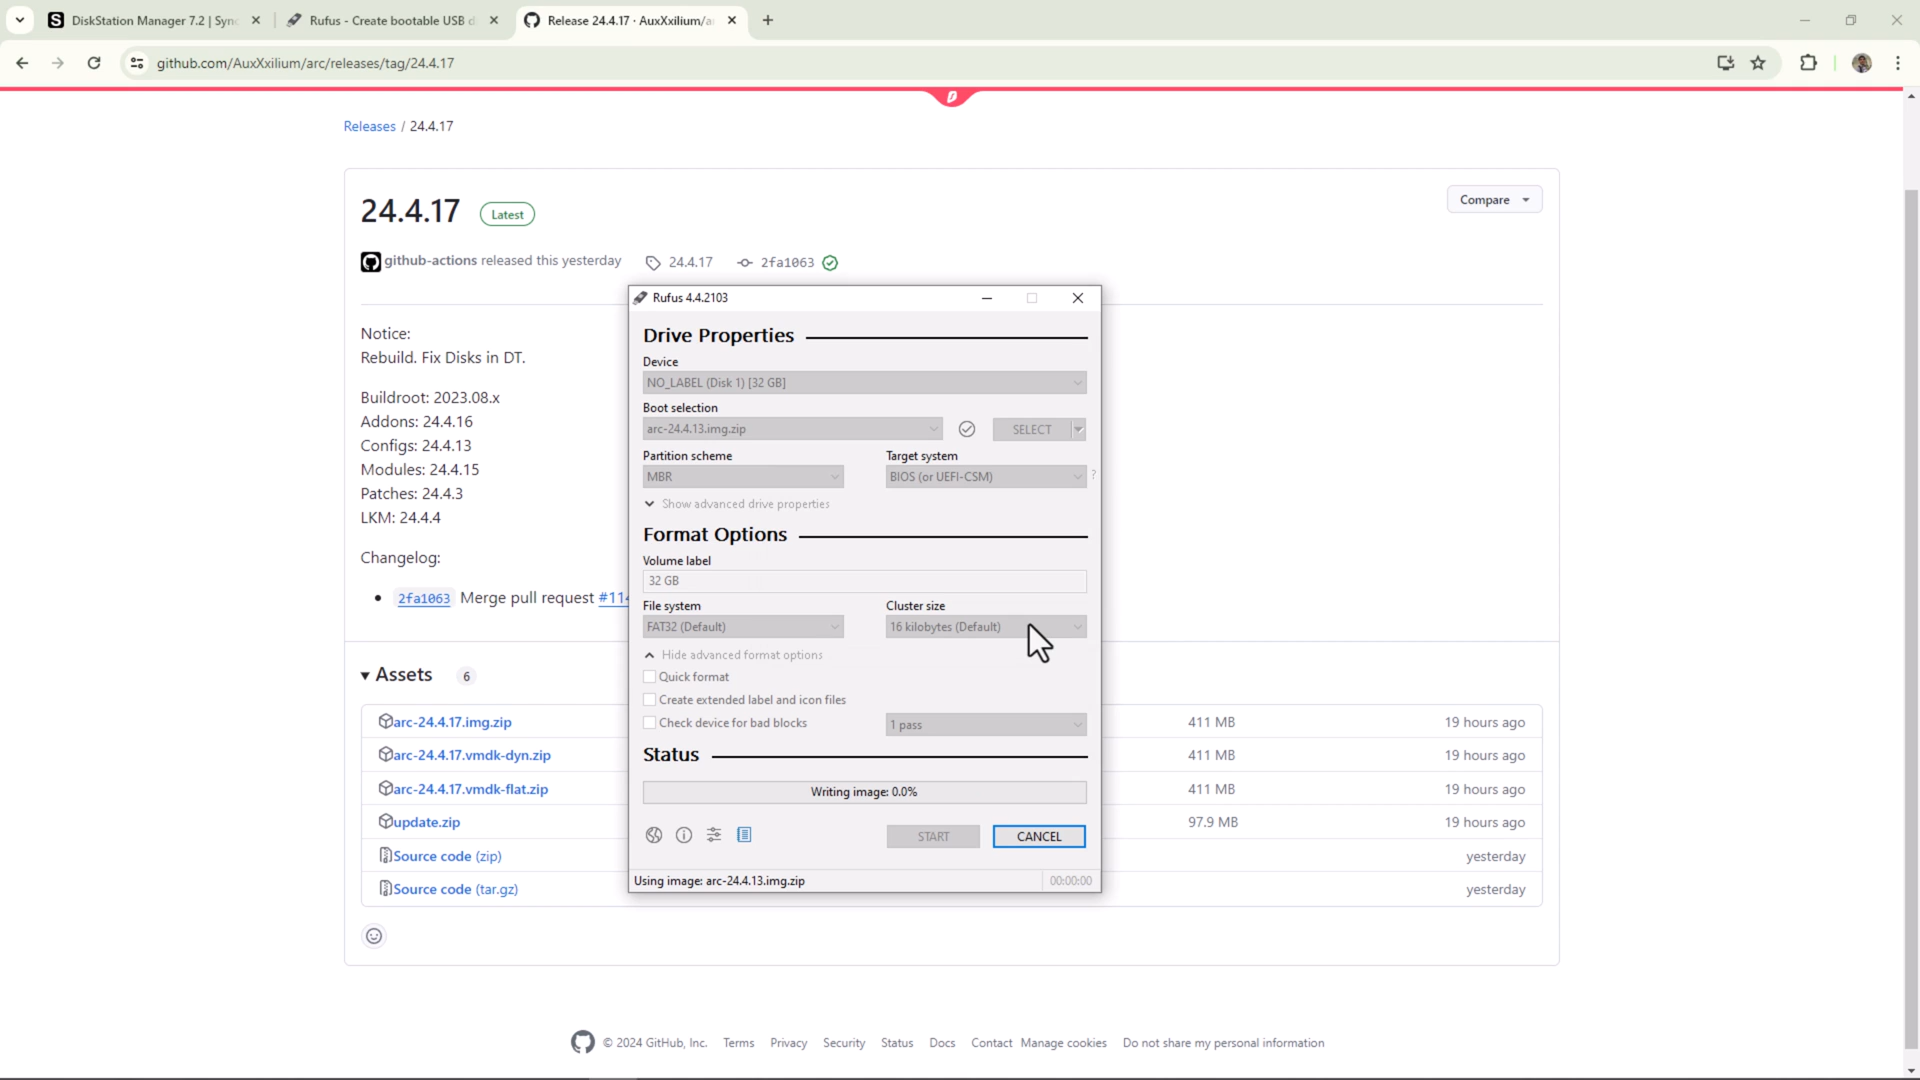 DiskStation Manager 7.2 | Syno
Rufus - Create bootable USB d
Release 24.4.17 · AuxXxilium/a
github.com/AuxXxilium/arc/releases/tag/24.4.17
Releases / 24.4.17
24.4.17 Latest
Compare
github-actions released this yesterday 24.4.17 2fa1063
Notice:
Rebuild. Fix Disks in DT.
Buildroot: 2023.08.x
Addons: 24.4.16
Configs: 24.4.13
Modules: 24.4.15
Patches: 24.4.3
LKM: 24.4.4
Changelog:
2fa1063 Merge pull request #114
Assets 6
arc-24.4.17.img.zip 411 MB 19 hours ago
arc-24.4.17.vmdk-dyn.zip 411 MB 19 hours ago
arc-24.4.17.vmdk-flat.zip 411 MB 19 hours ago
update.zip 97.9 MB 19 hours ago
Source code (zip) yesterday
Source code (tar.gz) yesterday
Rufus 4.4.2103
Drive Properties
Device
NO_LABEL (Disk 1) [32 GB]
Boot selection
arc-24.4.13.img.zip SELECT
Partition scheme Target system
MBR BIOS (or UEFI-CSM) ?
Show advanced drive properties
Format Options
Volume label
32 GB
File system Cluster size
FAT32 (Default) 16 kilobytes (Default)
Hide advanced format options
Quick format
Create extended label and icon files
Check device for bad blocks 1 pass
Status
Writing image: 0.0%
START CANCEL
Using image: arc-24.4.13.img.zip 00:00:00
© 2024 GitHub, Inc. Terms Privacy Security Status Docs Contact Manage cookies Do not share my personal information